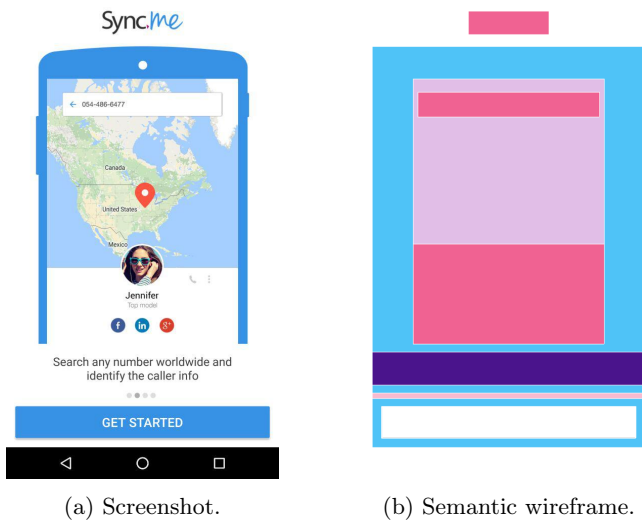 Sync.me
054-486-6477
Canada
United States
Mexico
Jennifer
Top model
f in g+
Search any number worldwide and
identify the caller info
GET STARTED
(a) Screenshot.
(b) Semantic wireframe.